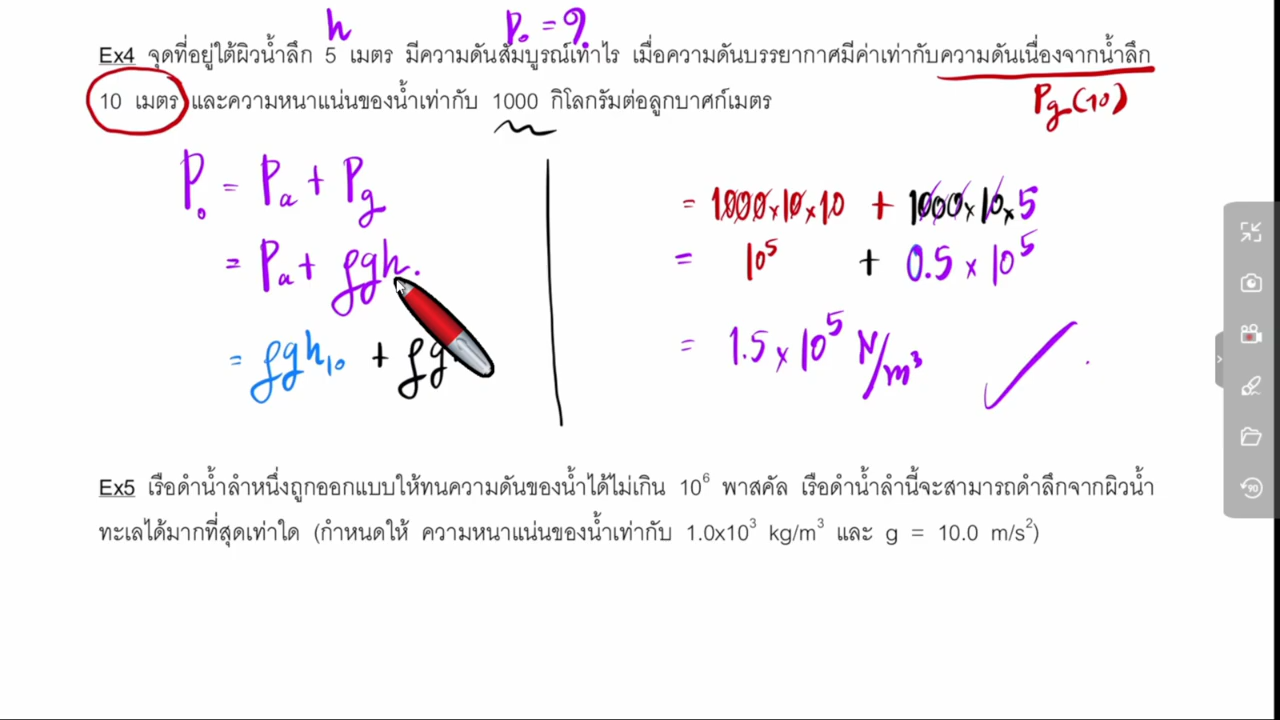 h P₀ = ?
Ex4 จุดที่อยู่ใต้ผิวน้ำลึก 5 เมตร มีความดันสัมบูรณ์เท่าไร เมื่อความดันบรรยากาศมีค่าเท่ากับความดันเนื่องจากน้ำลึก
10 เมตร และความหนาแน่นของน้ำเท่ากับ 1000 กิโลกรัมต่อลูกบาศก์เมตร
Pg(10)
P₀ = Pa + Pg
= Pa + ρgh.
= ρgh₁₀ + ρg
= 1000×10×10 + 1000×10×5
= 10⁵ + 0.5 × 10⁵
= 1.5 × 10⁵ N/m³
Ex5 เรือดำน้ำลำหนึ่งถูกออกแบบให้ทนความดันของน้ำได้ไม่เกิน 10⁶ พาสคัล เรือดำน้ำลำนี้จะสามารถดำลึกจากผิวน้ำ
ทะเลได้มากที่สุดเท่าใด (กำหนดให้ ความหนาแน่นของน้ำเท่ากับ 1.0x10³ kg/m³ และ g = 10.0 m/s²)
90